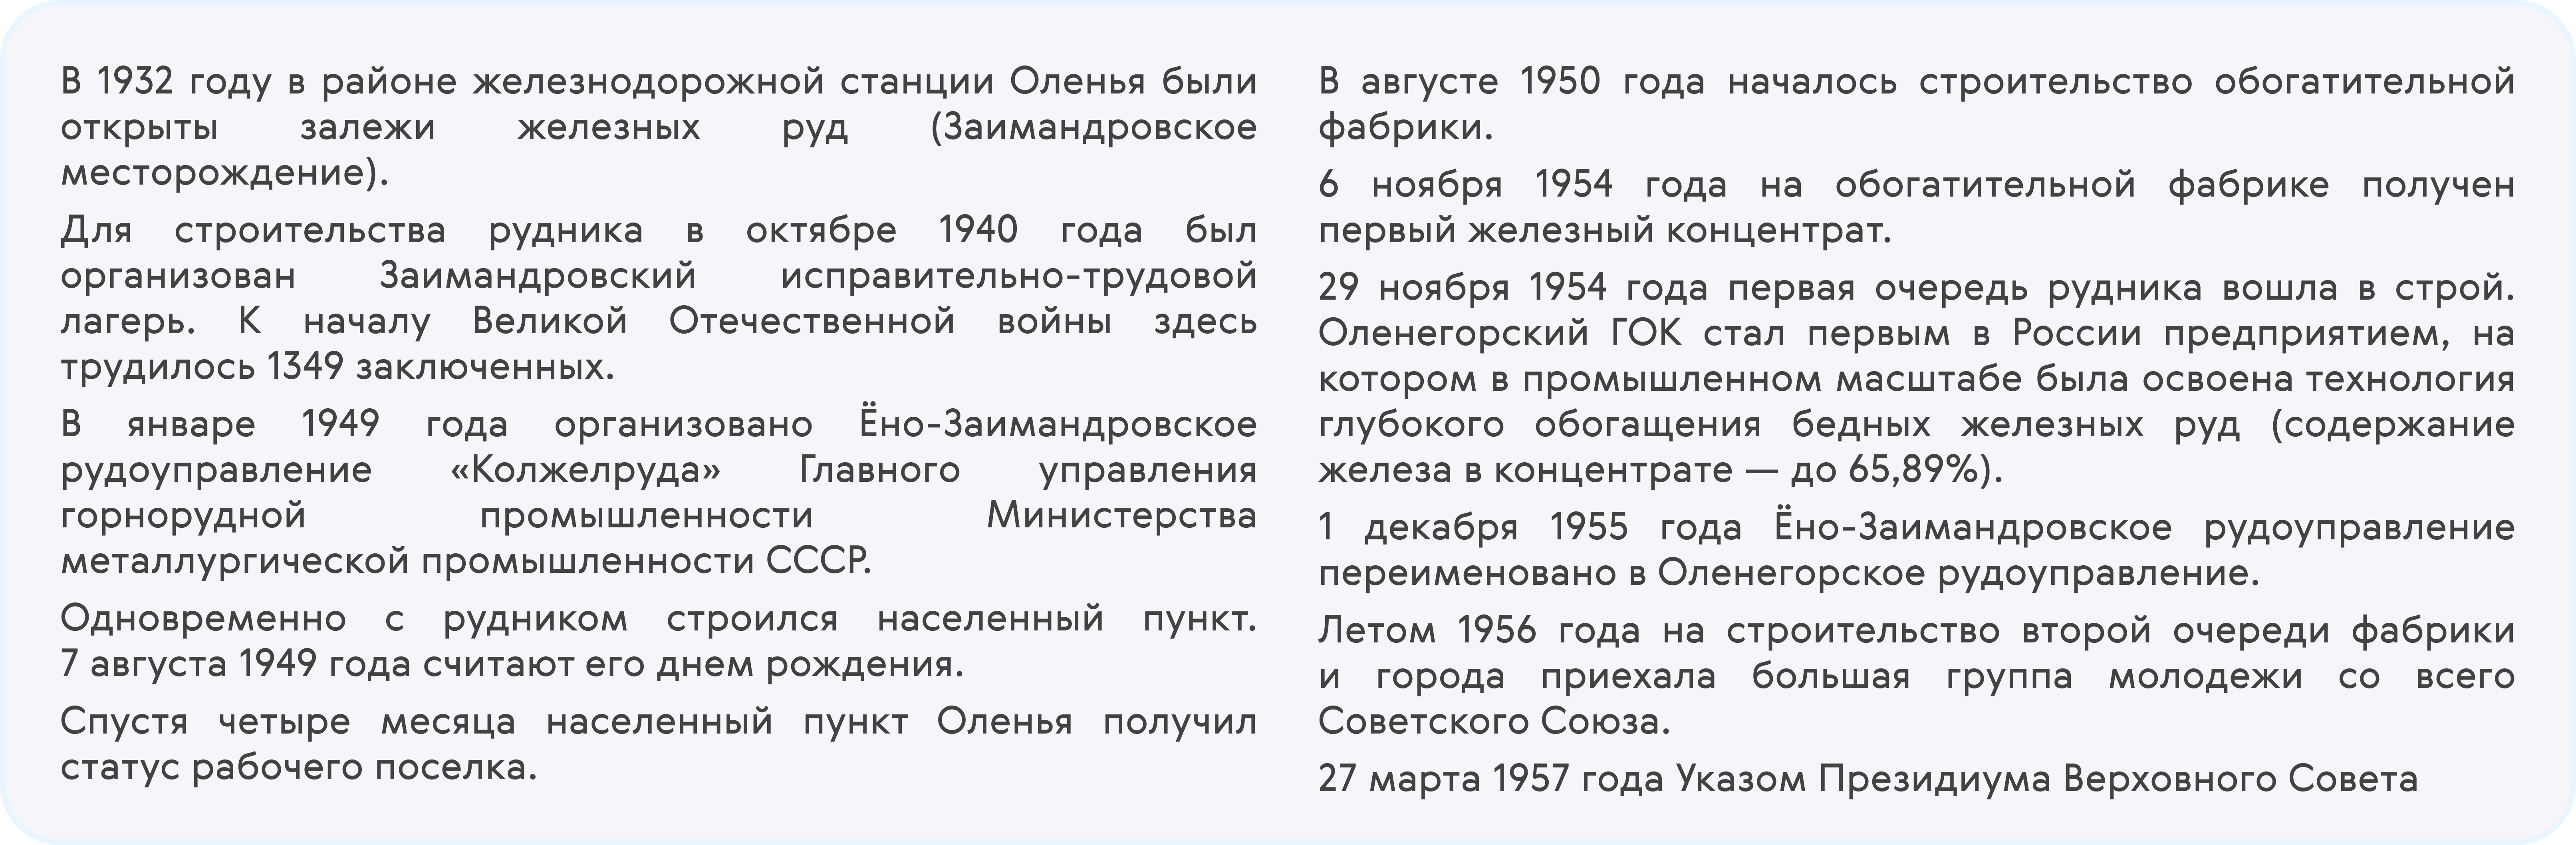 В 1932 году в районе железнодорожной станции Оленья были
открыты залежи железных руд (Заимандровское
месторождение).
Для строительства рудника в октябре 1940 года был
организован Заимандровский исправительно-трудовой
лагерь. К началу Великой Отечественной войны здесь
трудилось 1349 заключенных.
В январе 1949 года организовано Ёно-Заимандровское
рудоуправление «Колжелруда» Главного управления
горнорудной промышленности Министерства
металлургической промышленности СССР.
Одновременно с рудником строился населенный пункт.
7 августа 1949 года считают его днем рождения.
Спустя четыре месяца населенный пункт Оленья получил
статус рабочего поселка.
В августе 1950 года началось строительство обогатительной
фабрики.
6 ноября 1954 года на обогатительной фабрике получен
первый железный концентрат.
29 ноября 1954 года первая очередь рудника вошла в строй.
Оленегорский ГОК стал первым в России предприятием, на
котором в промышленном масштабе была освоена технология
глубокого обогащения бедных железных руд (содержание
железа в концентрате — до 65,89%).
1 декабря 1955 года Ёно-Заимандровское рудоуправление
переименовано в Оленегорское рудоуправление.
Летом 1956 года на строительство второй очереди фабрики
и города приехала большая группа молодежи со всего
Советского Союза.
27 марта 1957 года Указом Президиума Верховного Совета